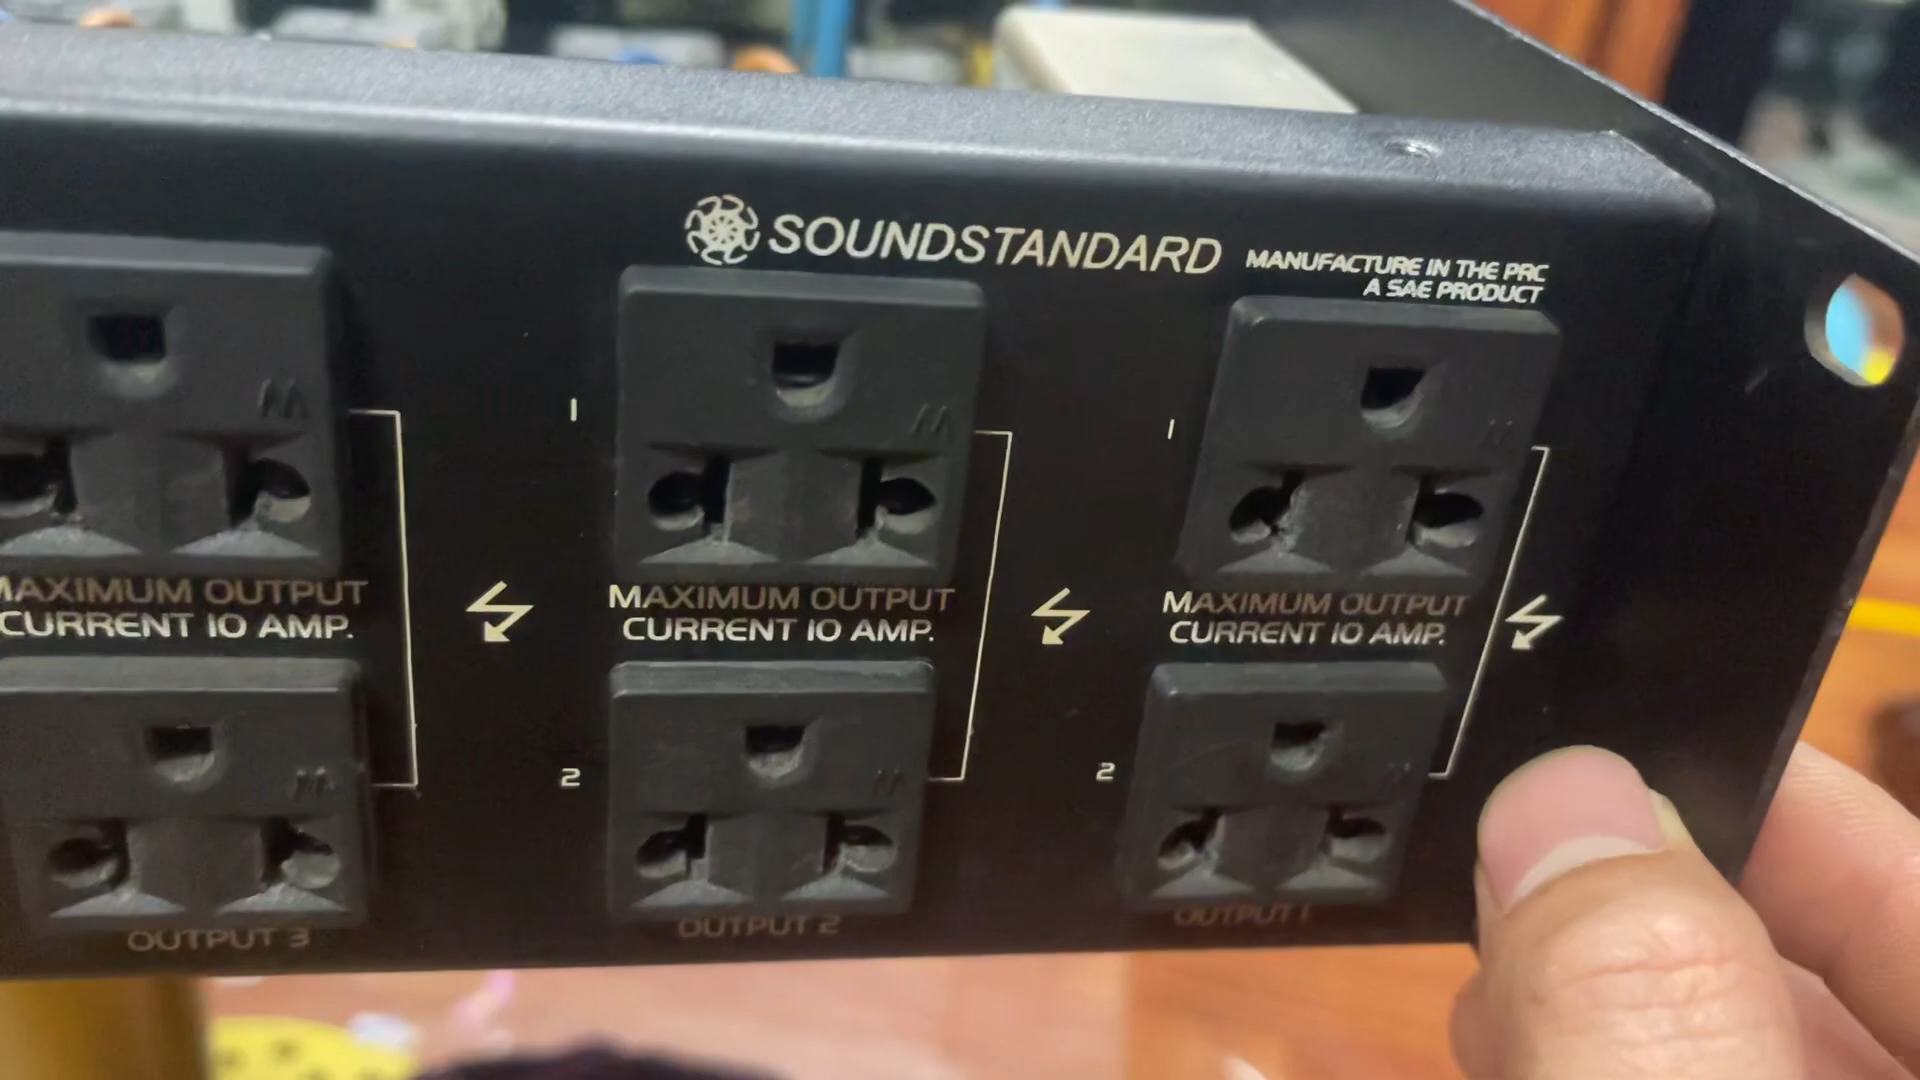 SOUNDSTANDARD
MANUFACTURE IN THE PRC
A SAE PRODUCT
1
1
MAXIMUM OUTPUT
CURRENT 10 AMP.
MAXIMUM OUTPUT
CURRENT 10 AMP.
MAXIMUM OUTPUT
CURRENT 10 AMP.
2
2
OUTPUT 3
OUTPUT 2
OUTPUT 1